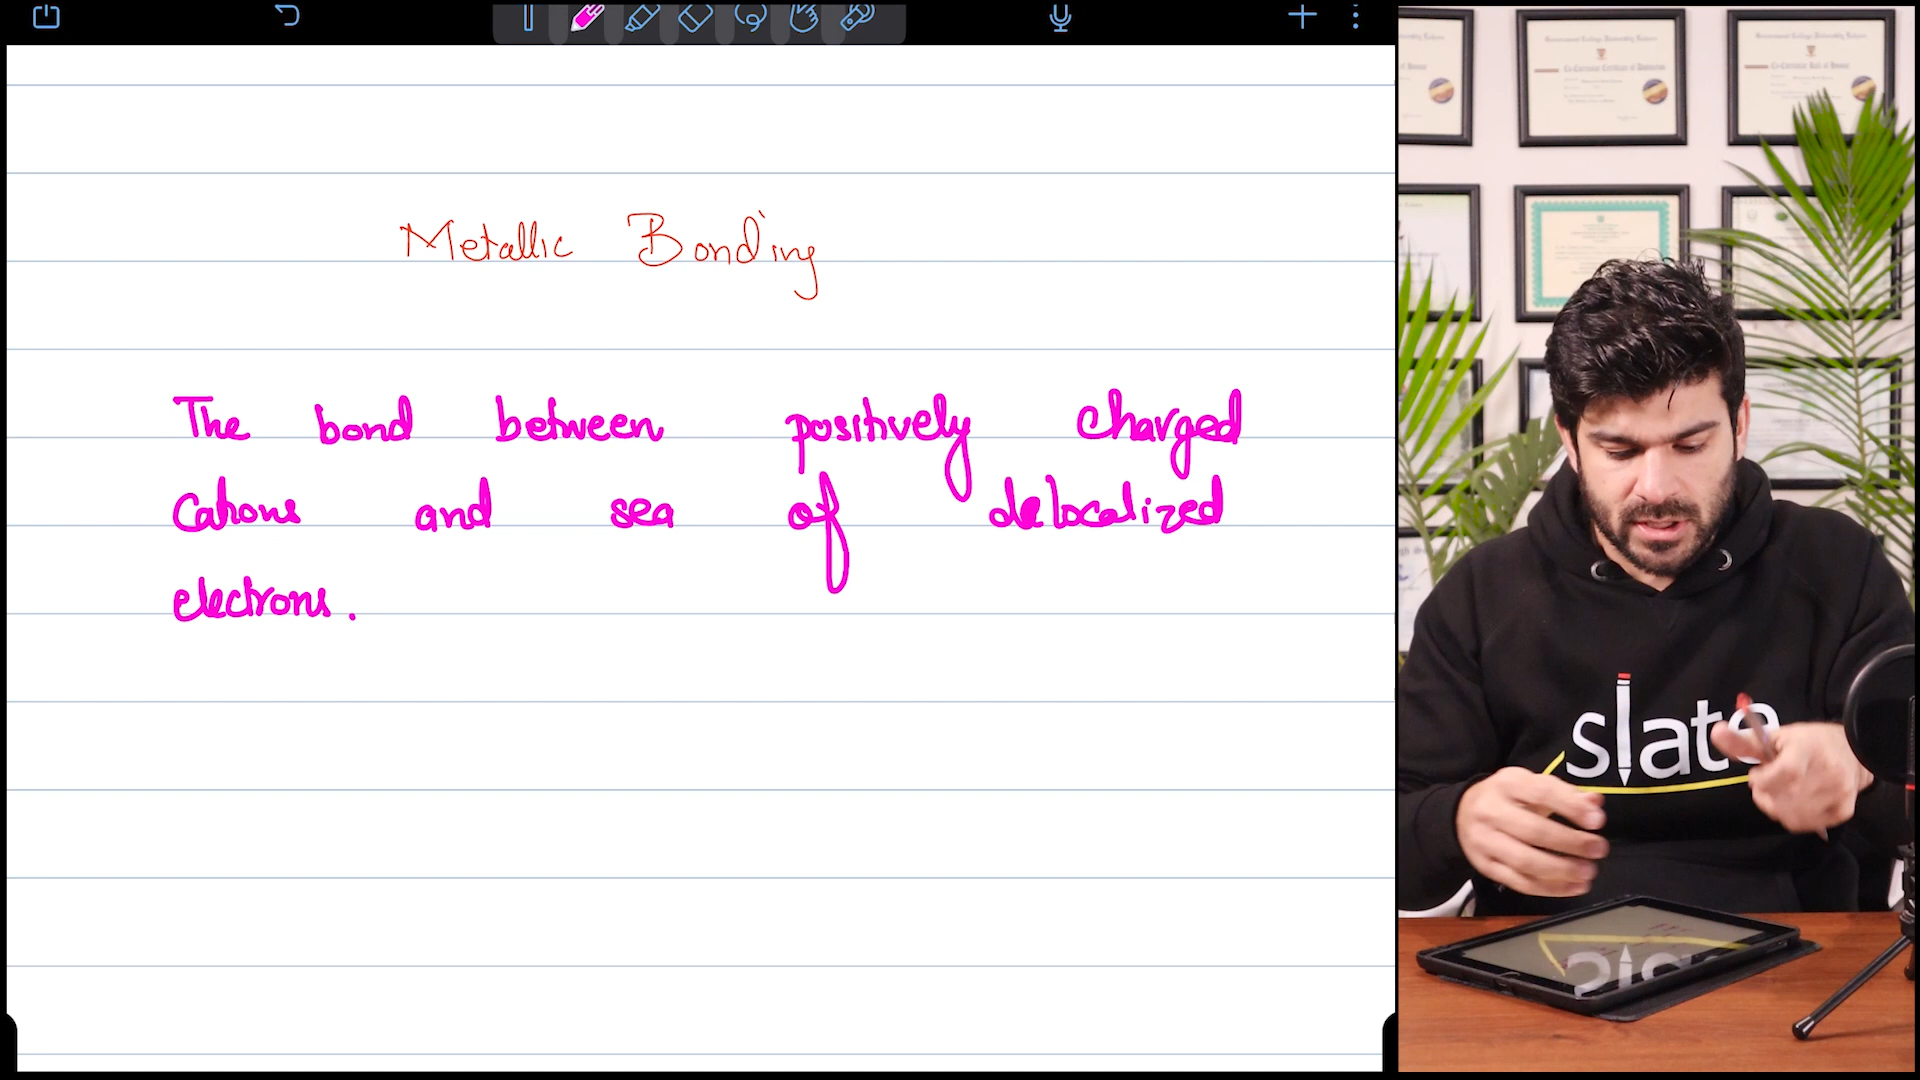 Metallic Bonding
The bond between positively charged
cations and sea of delocalized
electrons.
slate